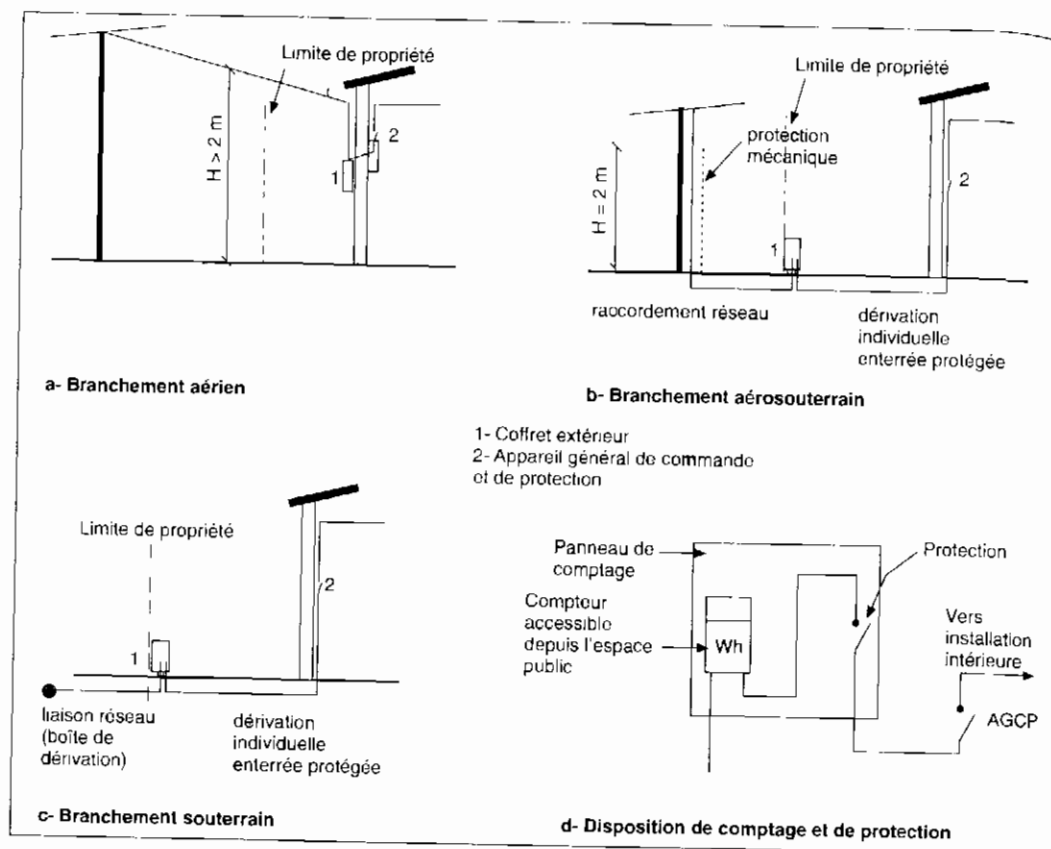 Limite de propriété
H > 2 m
1
2
a- Branchement aérien
Limite de propriété
protection
mécanique
H = 2 m
1
2
raccordement réseau
dérivation
individuelle
enterrée protégée
b- Branchement aérosouterrain
1- Coffret extérieur
2- Appareil général de commande
et de protection
Limite de propriété
1
2
liaison réseau
(boîte de
dérivation)
dérivation
individuelle
enterrée protégée
c- Branchement souterrain
Panneau de
comptage
Compteur
accessible
depuis l'espace
public
Wh
Protection
Vers
installation
intérieure
AGCP
d- Disposition de comptage et de protection